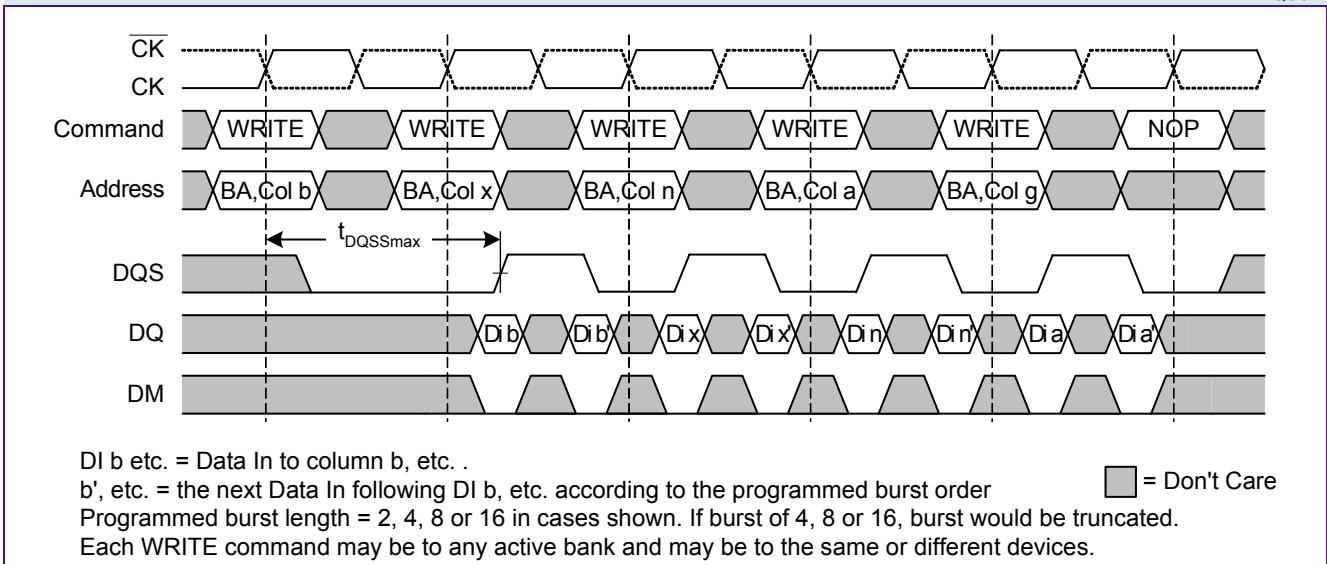 CK
CK
Command WRITE WRITE WRITE WRITE WRITE NOP
Address BA,Col b BA,Col x BA,Col n BA,Col a BA,Col g
tDQSSmax
DQS
DQ Di b Di b' Di x Di x' Di n Di n' Di a Di a'
DM
DI b etc. = Data In to column b, etc. .
b', etc. = the next Data In following DI b, etc. according to the programmed burst order
= Don't Care
Programmed burst length = 2, 4, 8 or 16 in cases shown. If burst of 4, 8 or 16, burst would be truncated.
Each WRITE command may be to any active bank and may be to the same or different devices.